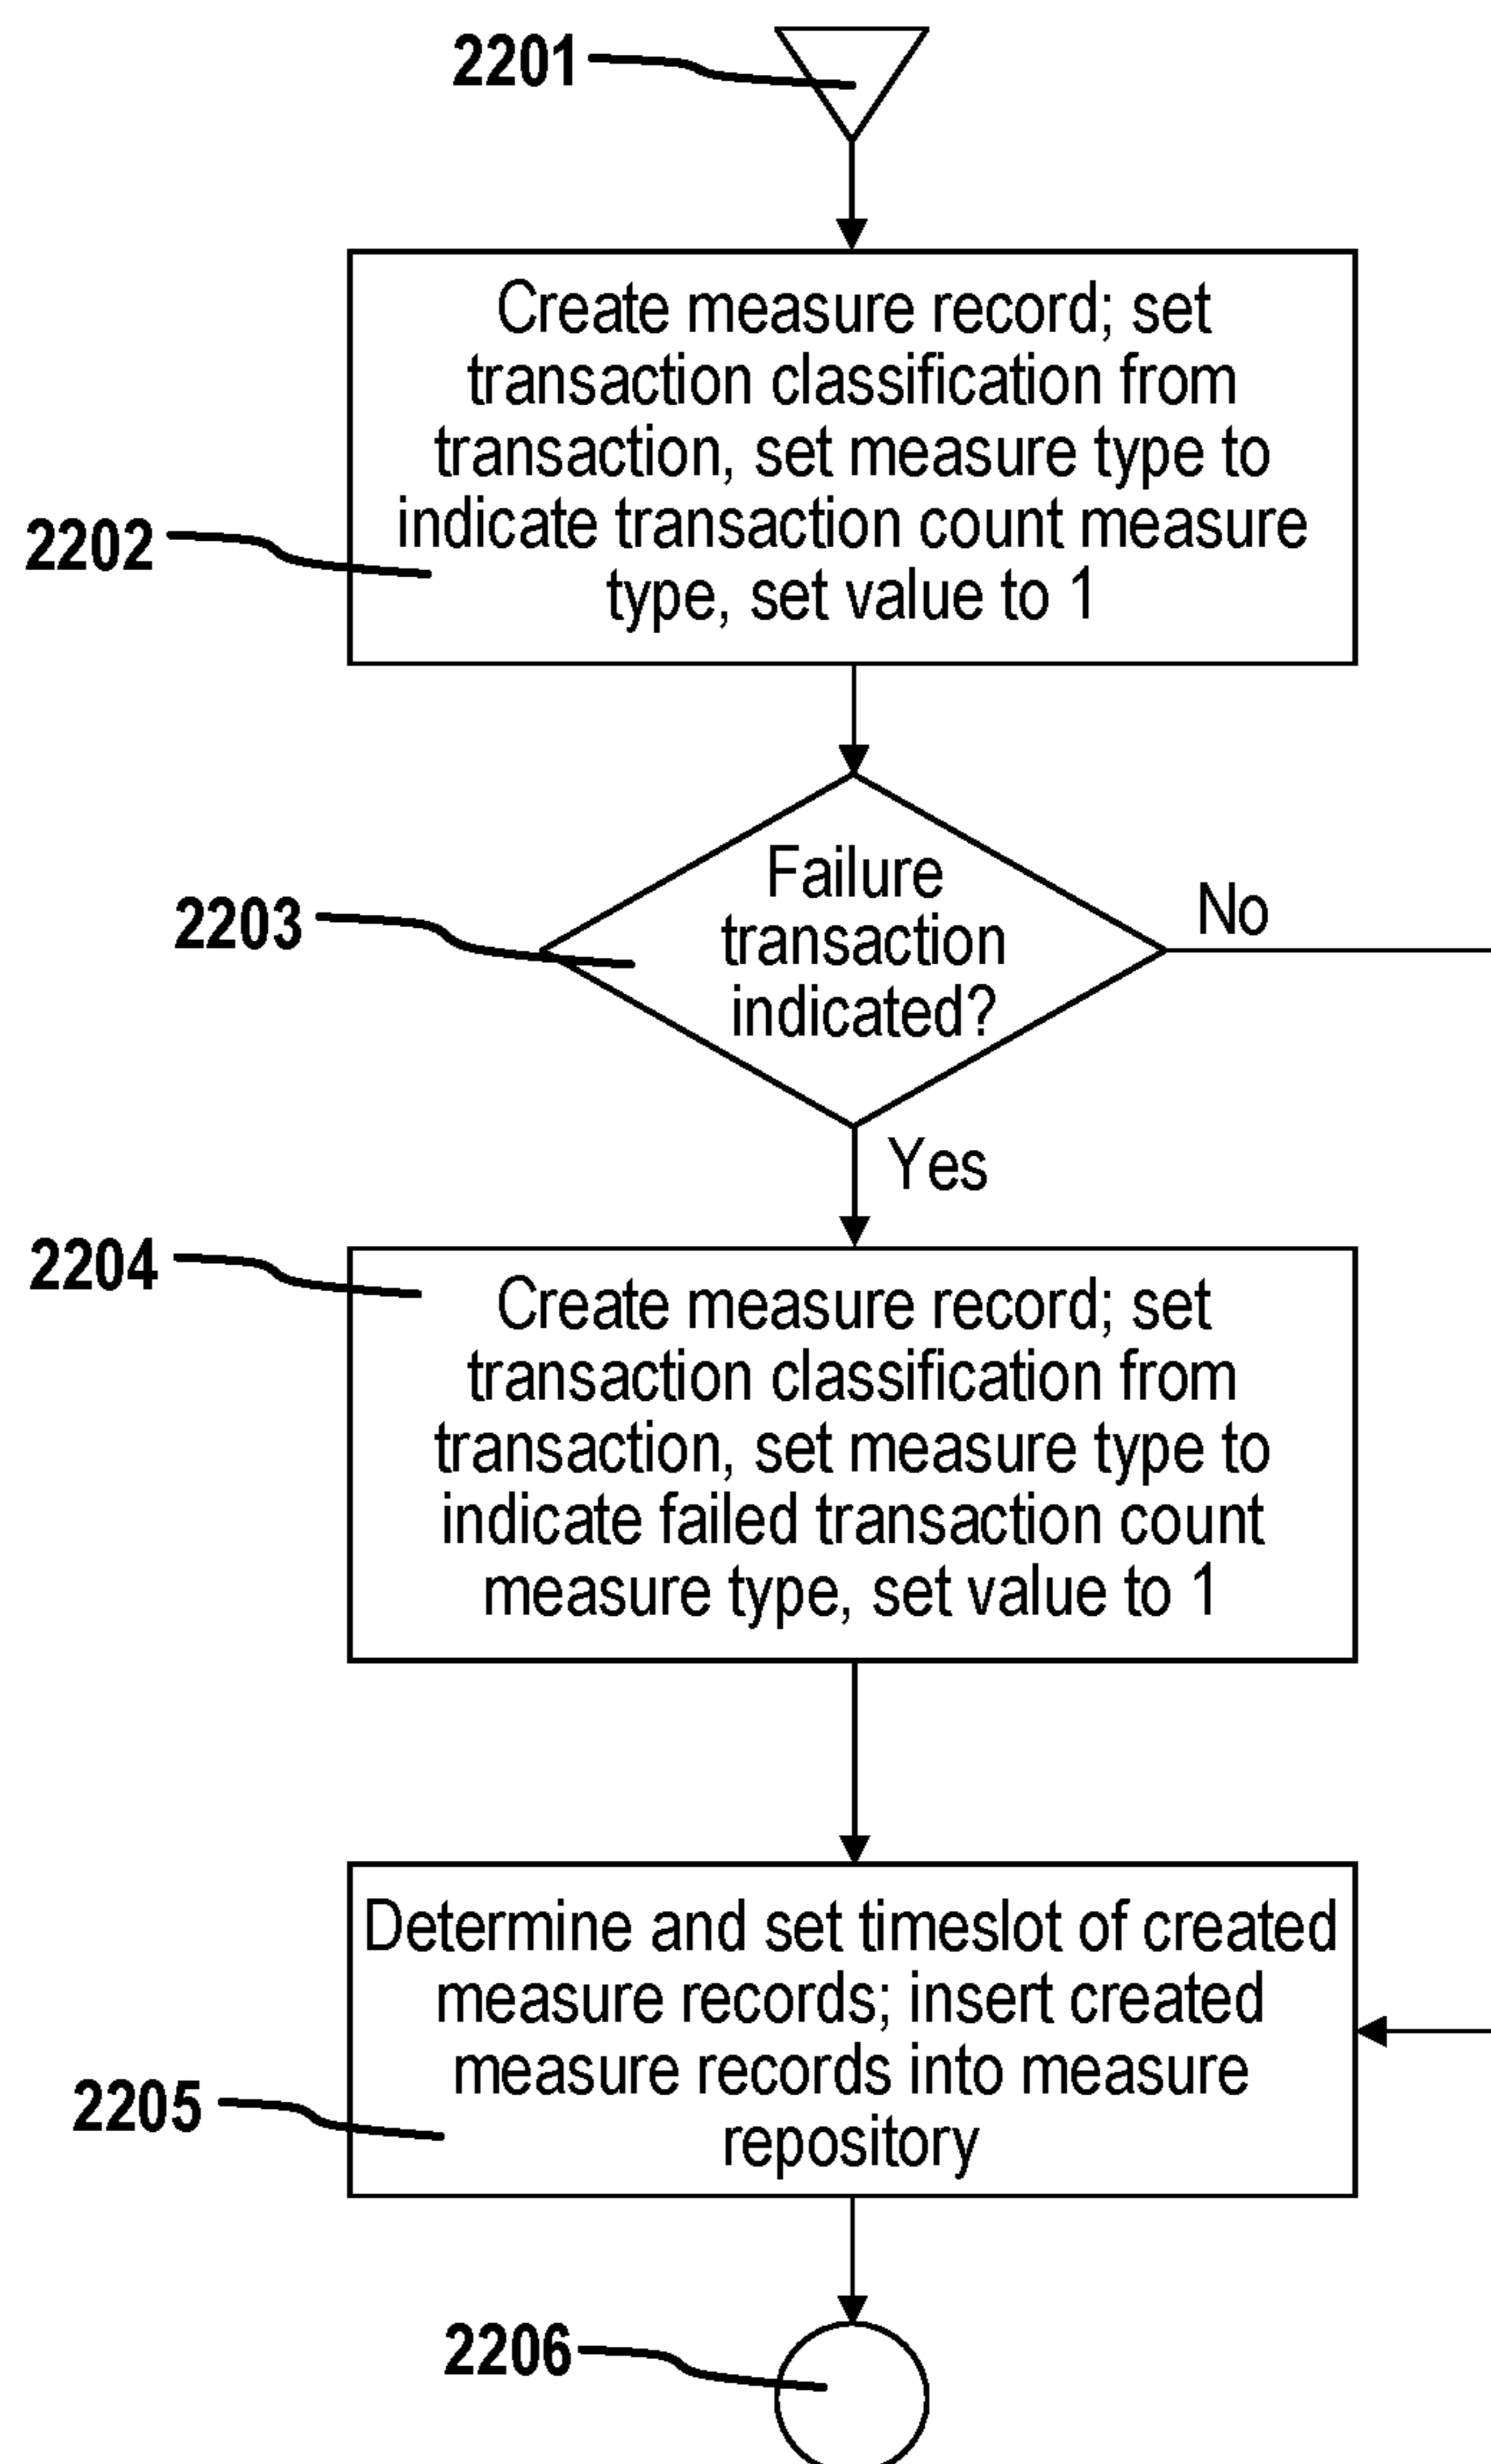 2201
Create measure record; set
transaction classification from
transaction, set measure type to
indicate transaction count measure
type, set value to 1
2202
Failure
transaction
indicated?
2203
No
Yes
2204
Create measure record; set
transaction classification from
transaction, set measure type to
indicate failed transaction count
measure type, set value to 1
Determine and set timeslot of created
measure records; insert created
measure records into measure
repository
2205
2206